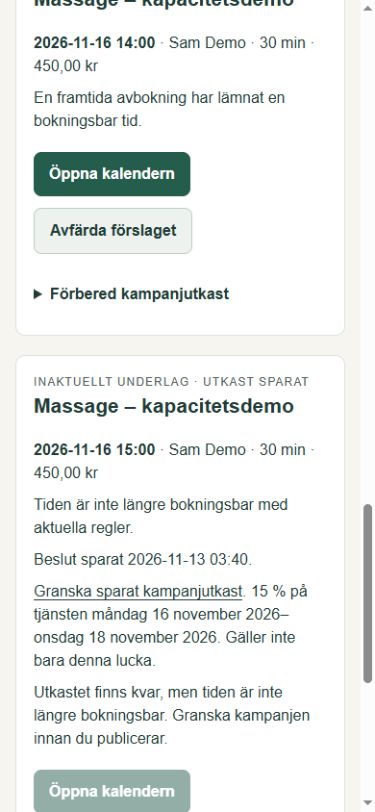 Massage – kapacitetsdemo
2026-11-16 14:00 · Sam Demo · 30 min ·
450,00 kr
En framtida avbokning har lämnat en
bokningsbar tid.
Öppna kalendern
Avfärda förslaget
▶ Förbered kampanjutkast
INAKTUELLT UNDERLAG · UTKAST SPARAT
Massage – kapacitetsdemo
2026-11-16 15:00 · Sam Demo · 30 min ·
450,00 kr
Tiden är inte längre bokningsbar med
aktuella regler.
Beslut sparat 2026-11-13 03:40.
Granska sparat kampanjutkast. 15 % på
tjänsten måndag 16 november 2026–
onsdag 18 november 2026. Gäller inte
bara denna lucka.
Utkastet finns kvar, men tiden är inte
längre bokningsbar. Granska kampanjen
innan du publicerar.
Öppna kalendern